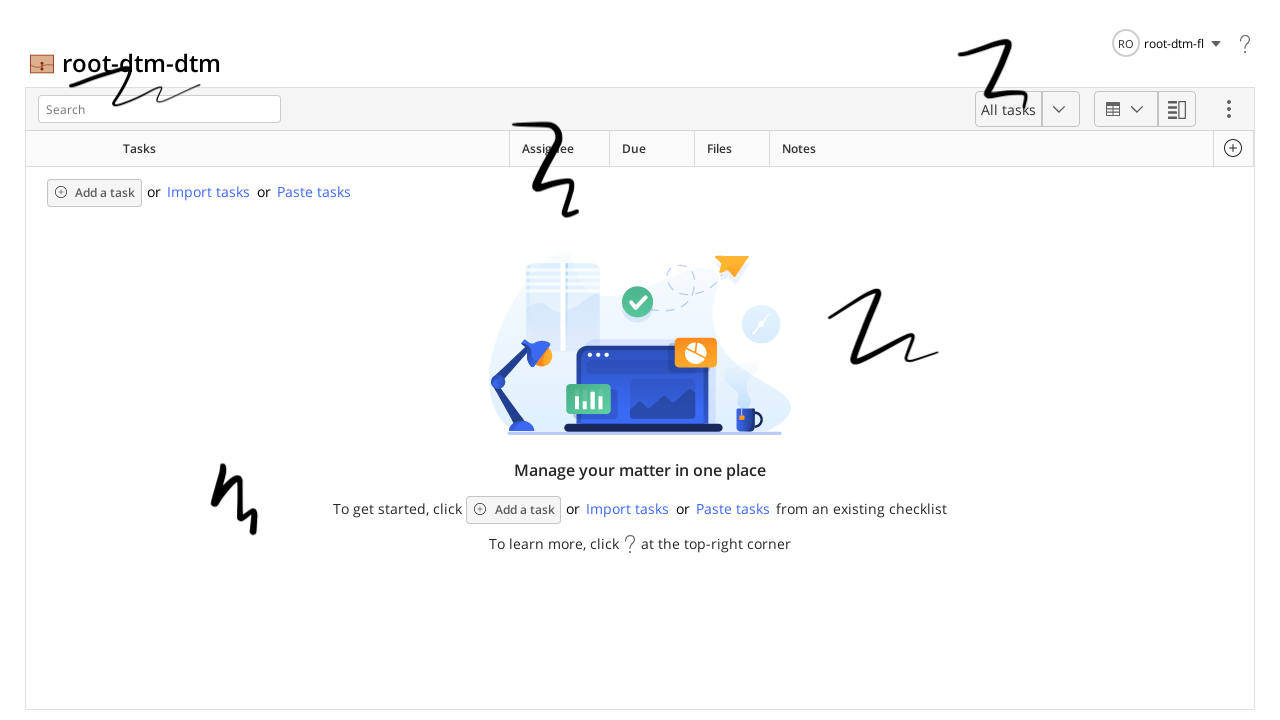 RO root-dtm-fl
root-dtm-dtm
Search All tasks
Tasks Assignee Due Files Notes
Add a task or Import tasks or Paste tasks
Manage your matter in one place
To get started, click Add a task or Import tasks or Paste tasks from an existing checklist
To learn more, click ? at the top-right corner